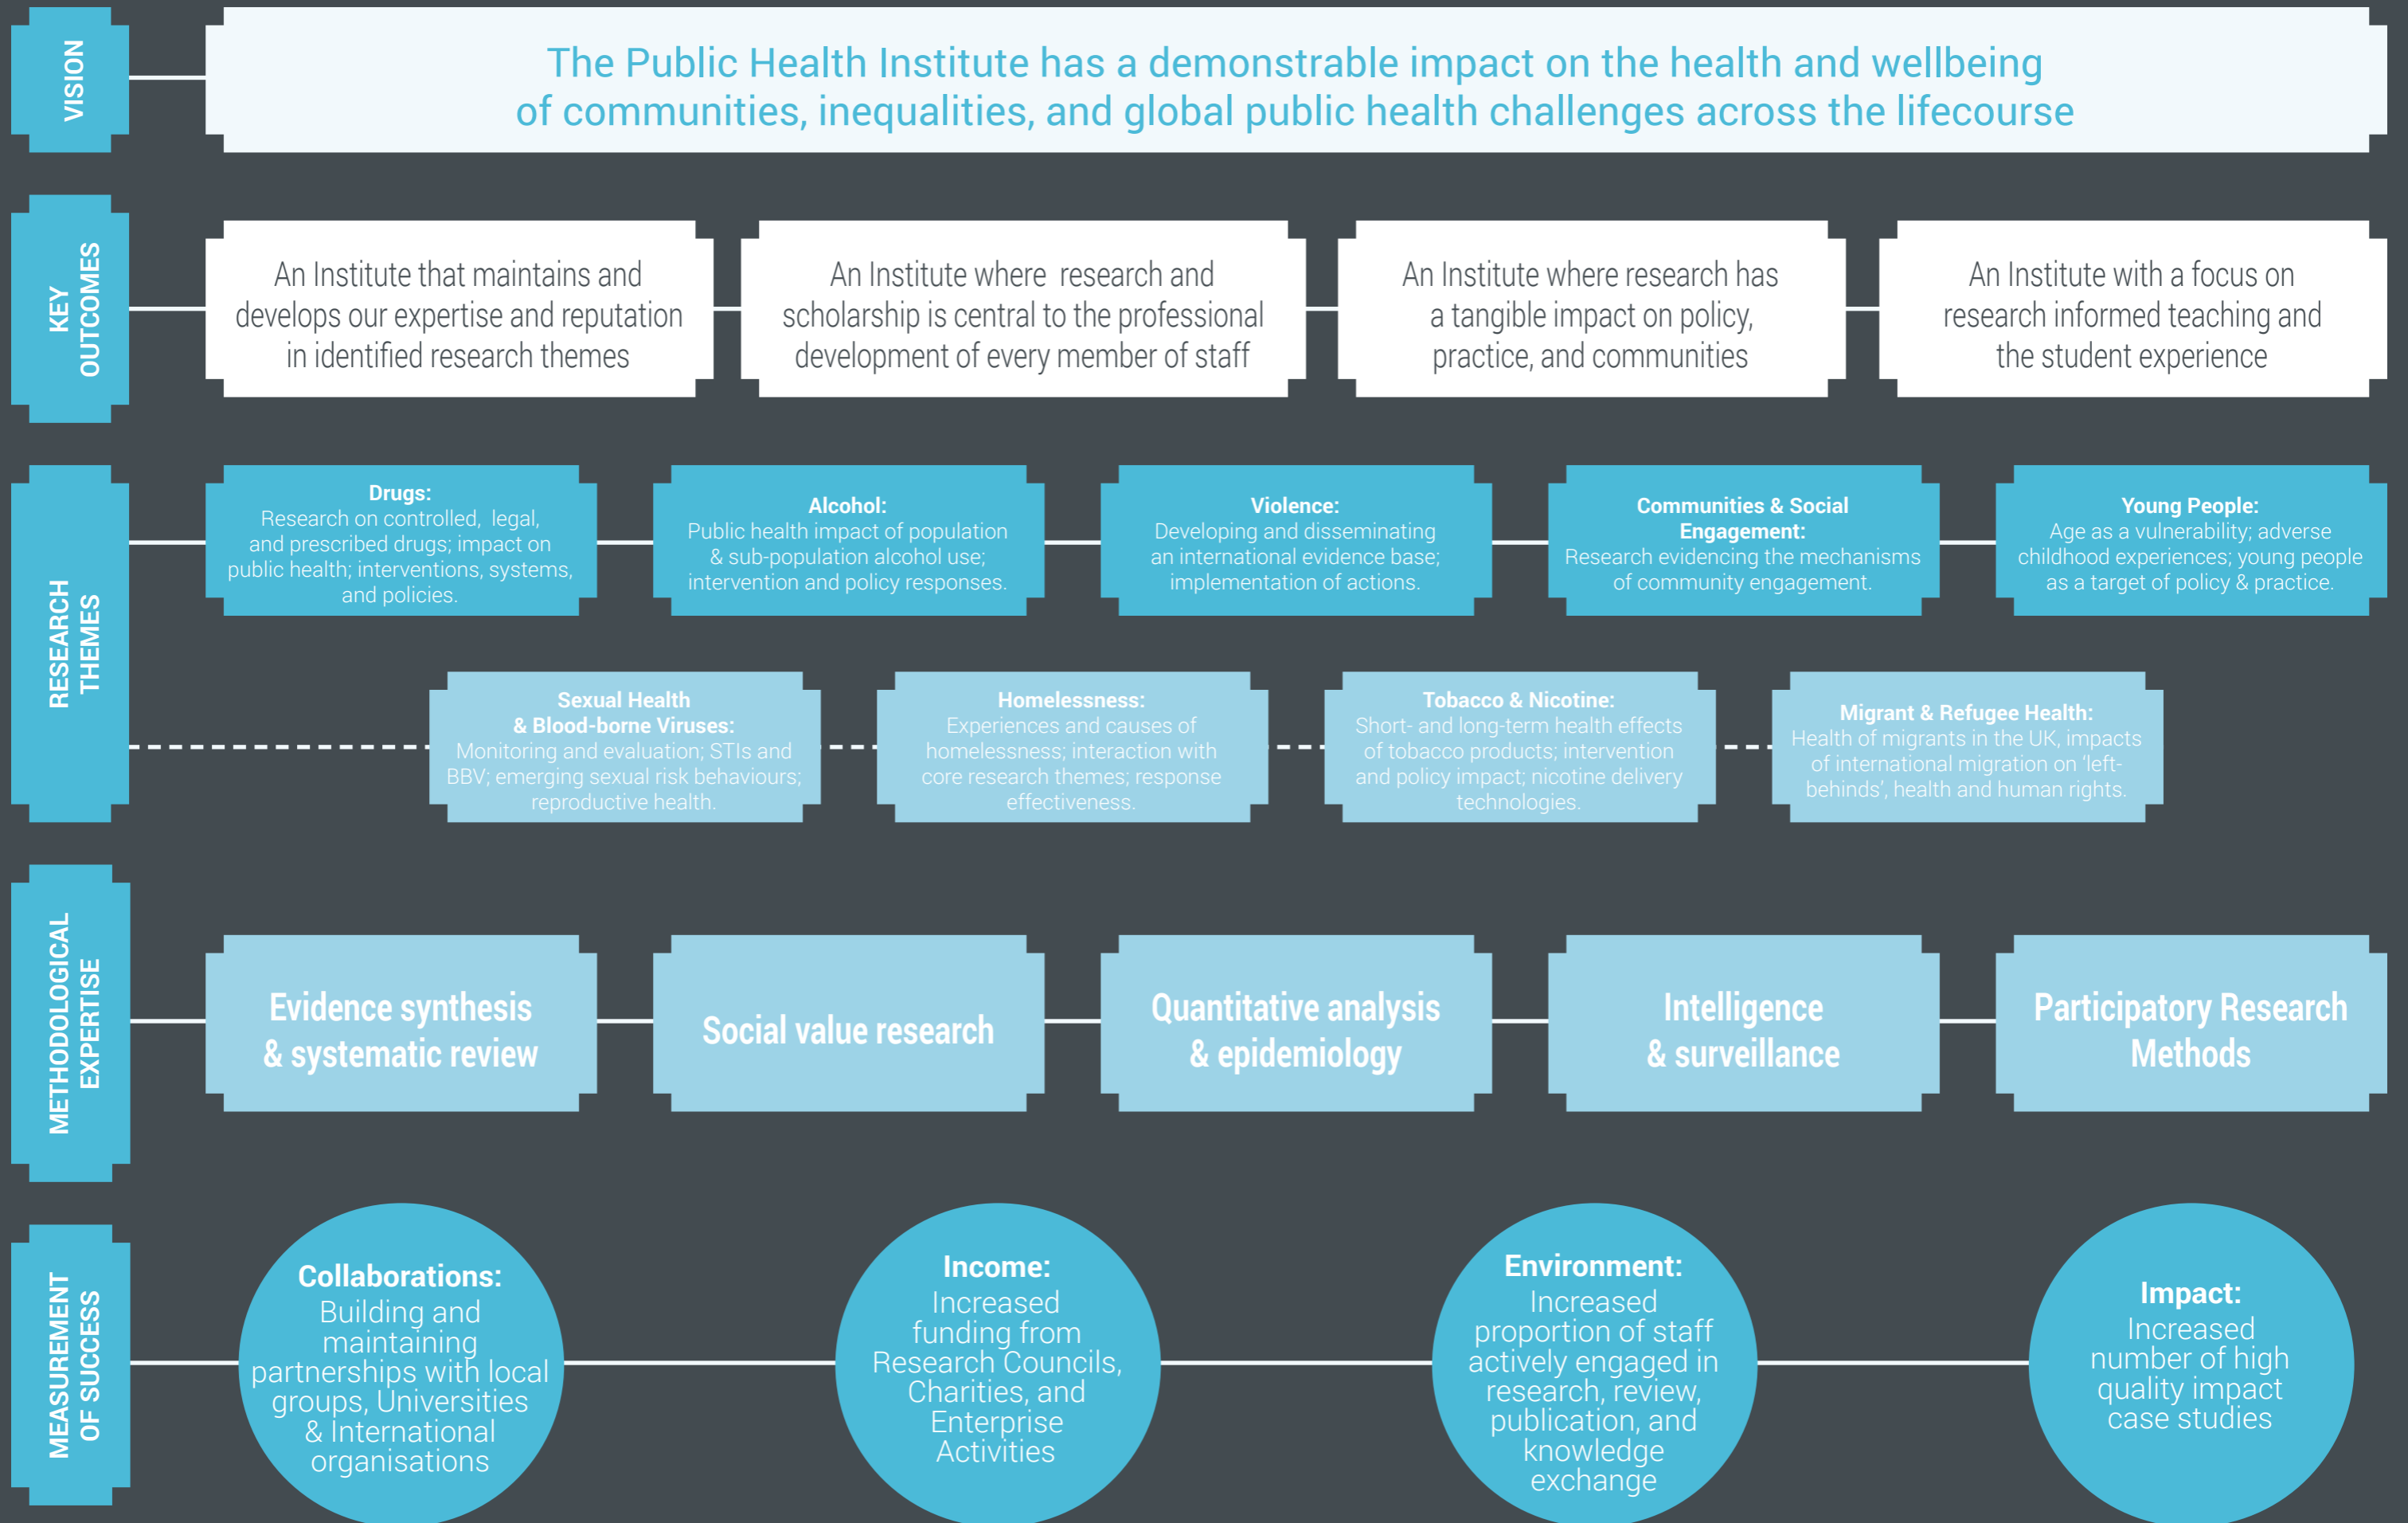 VISION
The Public Health Institute has a demonstrable impact on the health and wellbeing
of communities, inequalities, and global public health challenges across the lifecourse
KEY
OUTCOMES
An Institute that maintains and
develops our expertise and reputation
in identified research themes
An Institute where research and
scholarship is central to the professional
development of every member of staff
An Institute where research has
a tangible impact on policy,
practice, and communities
An Institute with a focus on
research informed teaching and
the student experience
RESEARCH
THEMES
Drugs:
Research on controlled, legal,
and prescribed drugs; impact on
public health; interventions, systems,
and policies.
Alcohol:
Public health impact of population
& sub-population alcohol use;
intervention and policy responses.
Violence:
Developing and disseminating
an international evidence base;
implementation of actions.
Communities & Social
Engagement:
Research evidencing the mechanisms
of community engagement.
Young People:
Age as a vulnerability; adverse
childhood experiences; young people
as a target of policy & practice.
Sexual Health
& Blood-borne Viruses:
Monitoring and evaluation; STIs and
BBV; emerging sexual risk behaviours;
reproductive health.
Homelessness:
Experiences and causes of
homelessness; interaction with
core research themes; response
effectiveness.
Tobacco & Nicotine:
Short- and long-term health effects
of tobacco products; intervention
and policy impact; nicotine delivery
technologies.
Migrant & Refugee Health:
Health of migrants in the UK, impacts
of international migration on ‘left-
behinds’, health and human rights.
METHODOLOGICAL
EXPERTISE
Evidence synthesis
& systematic review
Social value research
Quantitative analysis
& epidemiology
Intelligence
& surveillance
Participatory Research
Methods
MEASUREMENT
OF SUCCESS
Collaborations:
Building and
maintaining
partnerships with local
groups, Universities
& International
organisations
Income:
Increased
funding from
Research Councils,
Charities, and
Enterprise
Activities
Environment:
Increased
proportion of staff
actively engaged in
research, review,
publication, and
knowledge
exchange
Impact:
Increased
number of high
quality impact
case studies